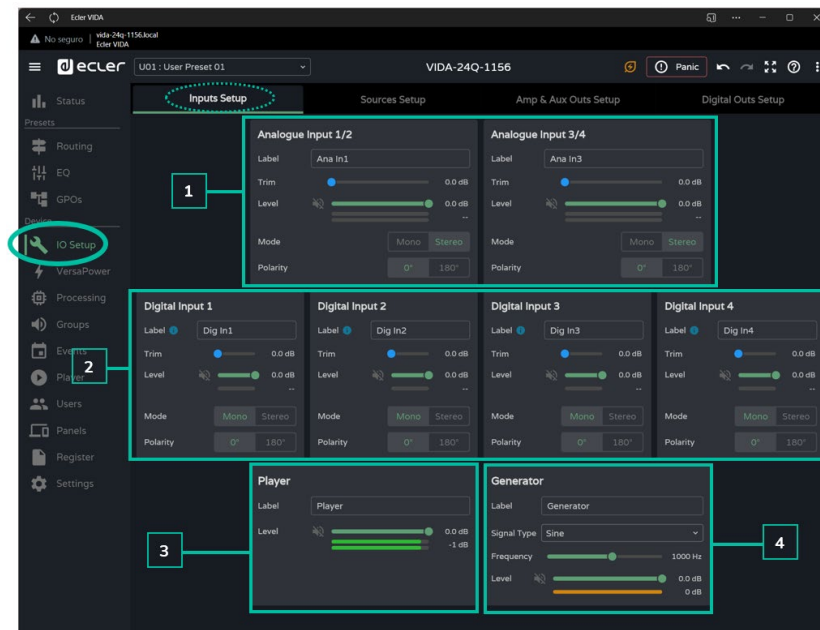 Ecler VIDA
No seguro | vida-24q-1156.local
Ecler VIDA
ecler U01 : User Preset 01 VIDA-24Q-1156 Panic
Status
Presets
Routing
EQ
GPOs
Device
IO Setup
VersaPower
Processing
Groups
Events
Player
Users
Panels
Register
Settings
Inputs Setup Sources Setup Amp & Aux Outs Setup Digital Outs Setup
1
Analogue Input 1/2
Label Ana In1
Trim 0.0 dB
Level 0.0 dB
--
Mode Mono Stereo
Polarity 0° 180°
Analogue Input 3/4
Label Ana In3
Trim 0.0 dB
Level 0.0 dB
--
Mode Mono Stereo
Polarity 0° 180°
2
Digital Input 1
Label Dig In1
Trim 0.0 dB
Level 0.0 dB
--
Mode Mono Stereo
Polarity 0° 180°
Digital Input 2
Label Dig In2
Trim 0.0 dB
Level 0.0 dB
--
Mode Mono Stereo
Polarity 0° 180°
Digital Input 3
Label Dig In3
Trim 0.0 dB
Level 0.0 dB
--
Mode Mono Stereo
Polarity 0° 180°
Digital Input 4
Label Dig In4
Trim 0.0 dB
Level 0.0 dB
--
Mode Mono Stereo
Polarity 0° 180°
3
Player
Label Player
Level 0.0 dB
-1 dB
Generator
Label Generator
Signal Type Sine
Frequency 1000 Hz
Level 0.0 dB
0 dB
4